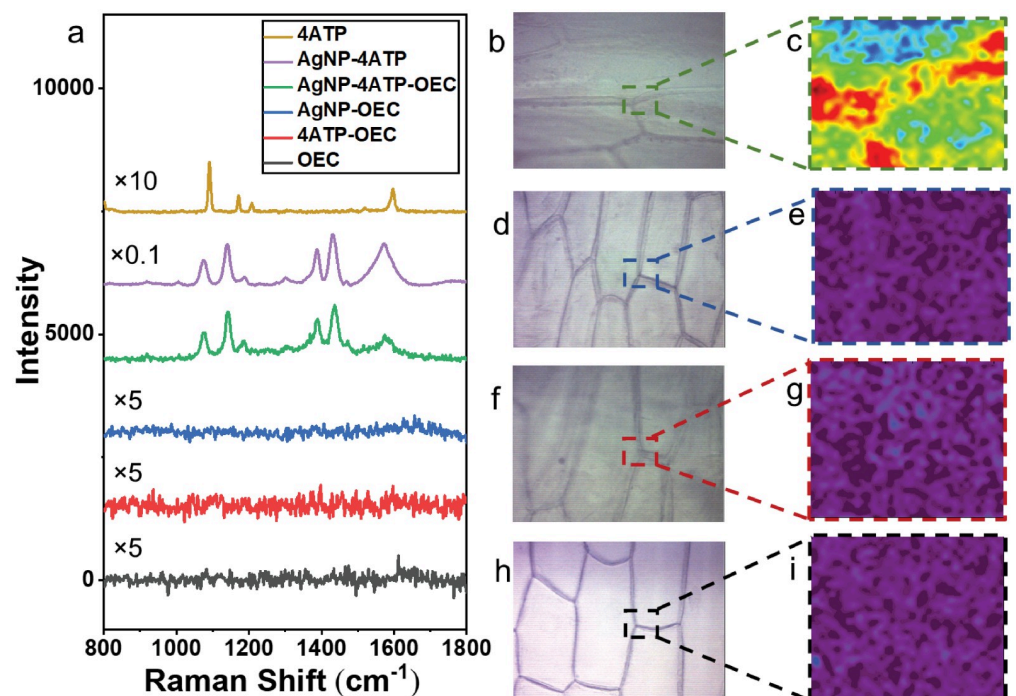 a
4ATP
AgNP-4ATP
AgNP-4ATP-OEC
AgNP-OEC
4ATP-OEC
OEC
10000
×10
×0.1
5000
×5
×5
×5
0
Intensity
800 1000 1200 1400 1600 1800
Raman Shift (cm⁻¹)
b
c
d
e
f
g
h
i